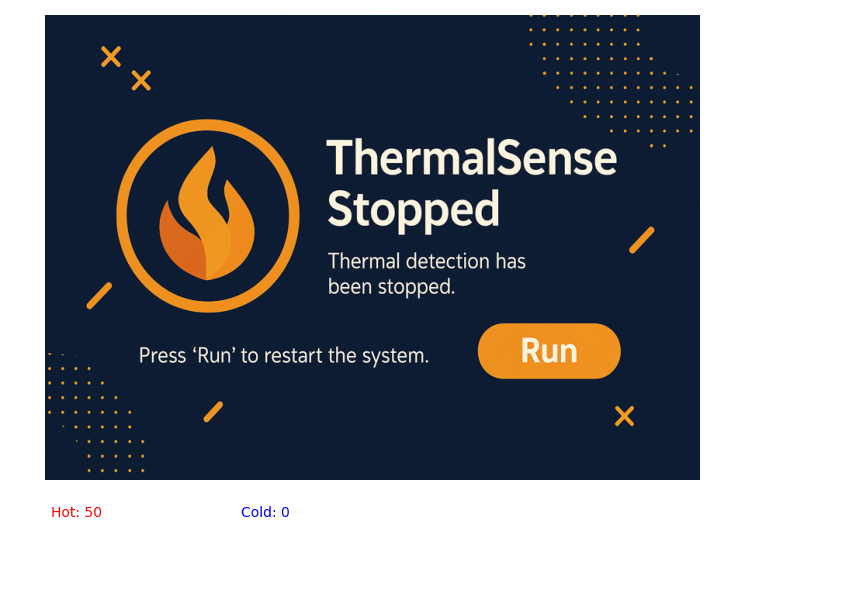 ThermalSense
Stopped
Thermal detection has
been stopped.
Press ‘Run’ to restart the system.
Run
Hot: 50
Cold: 0